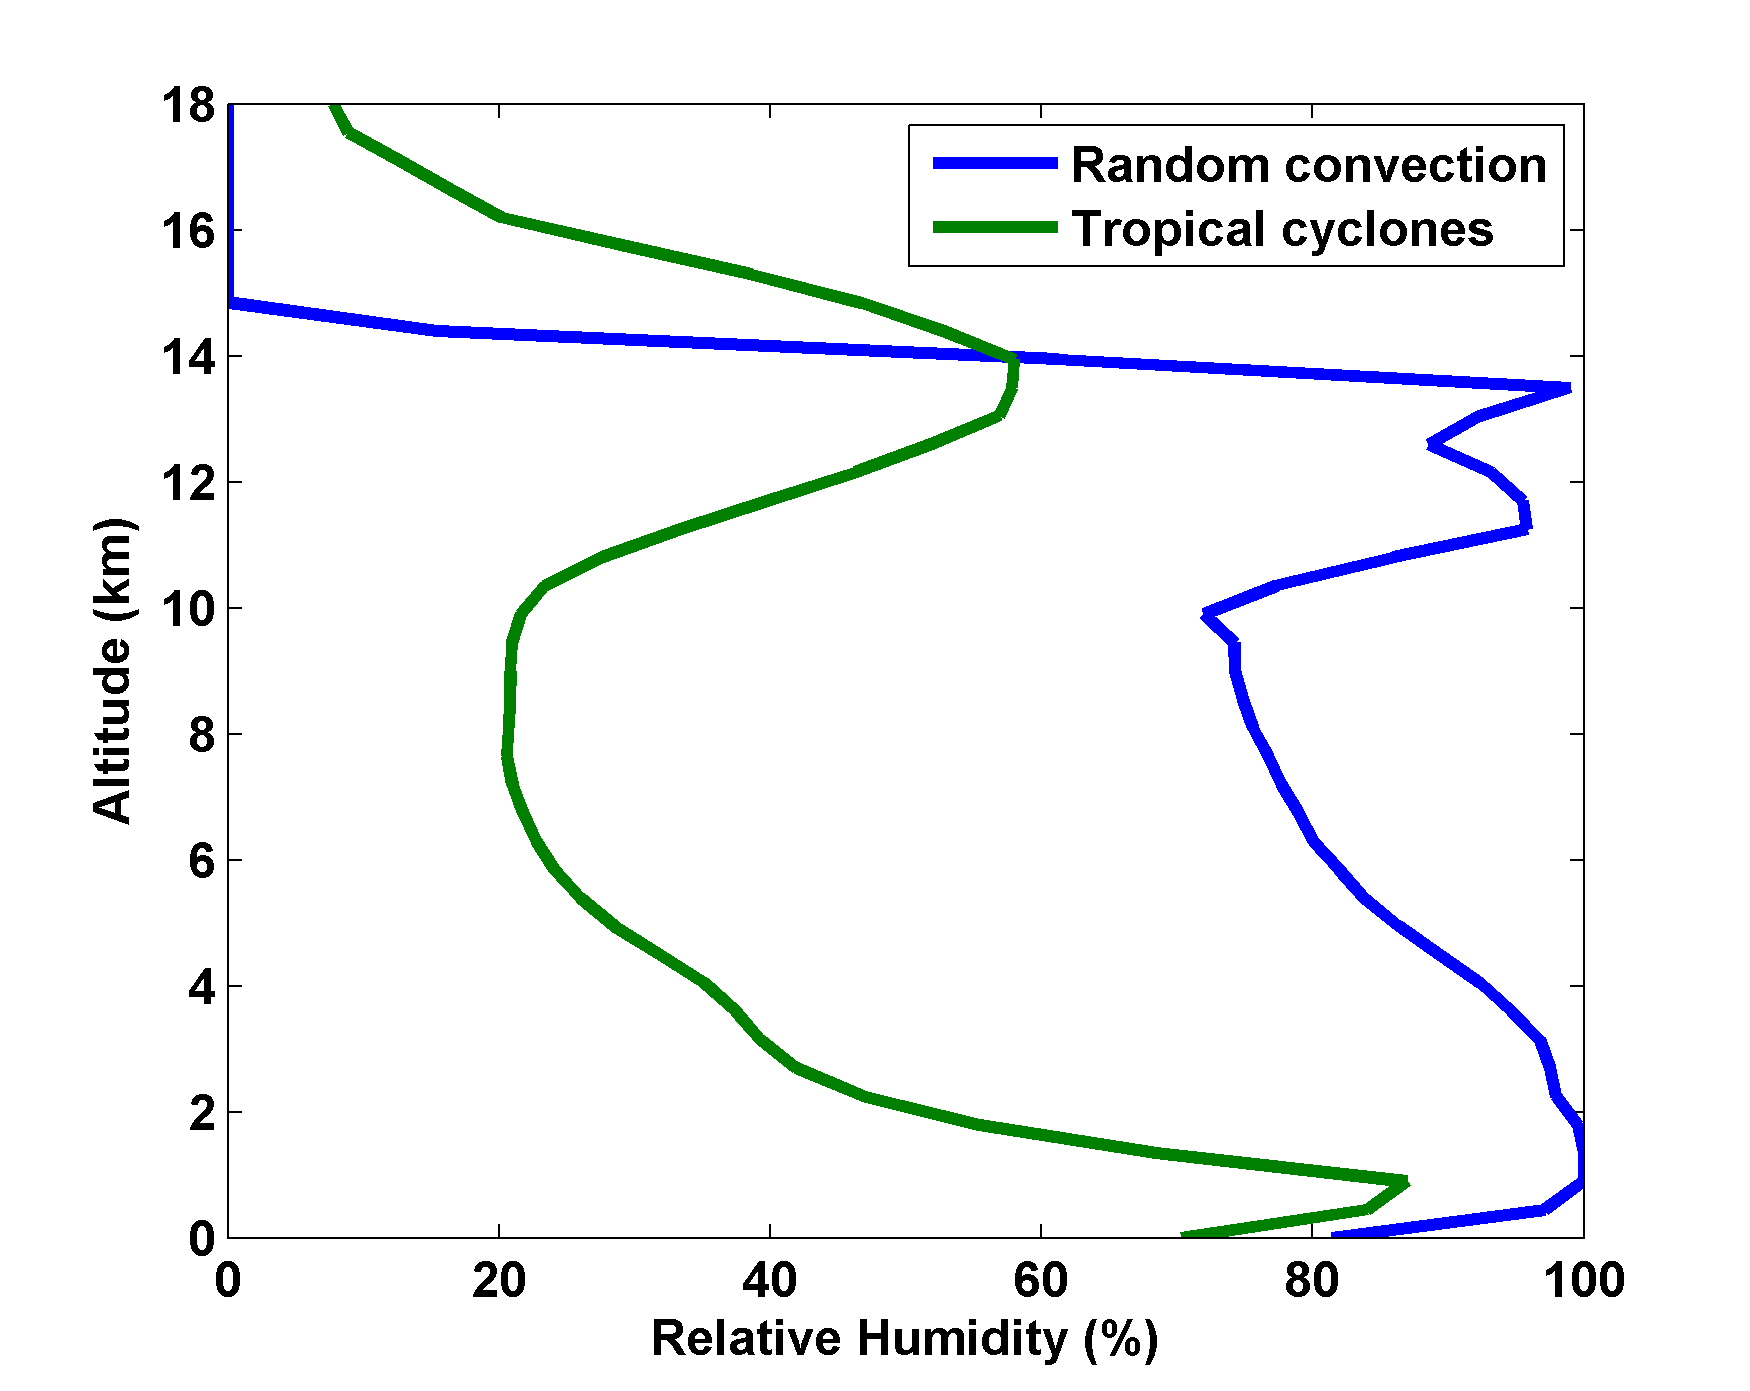 Random convection
Tropical cyclones
18
16
14
12
10
8
6
4
2
0
Altitude (km)
0 20 40 60 80 100
Relative Humidity (%)